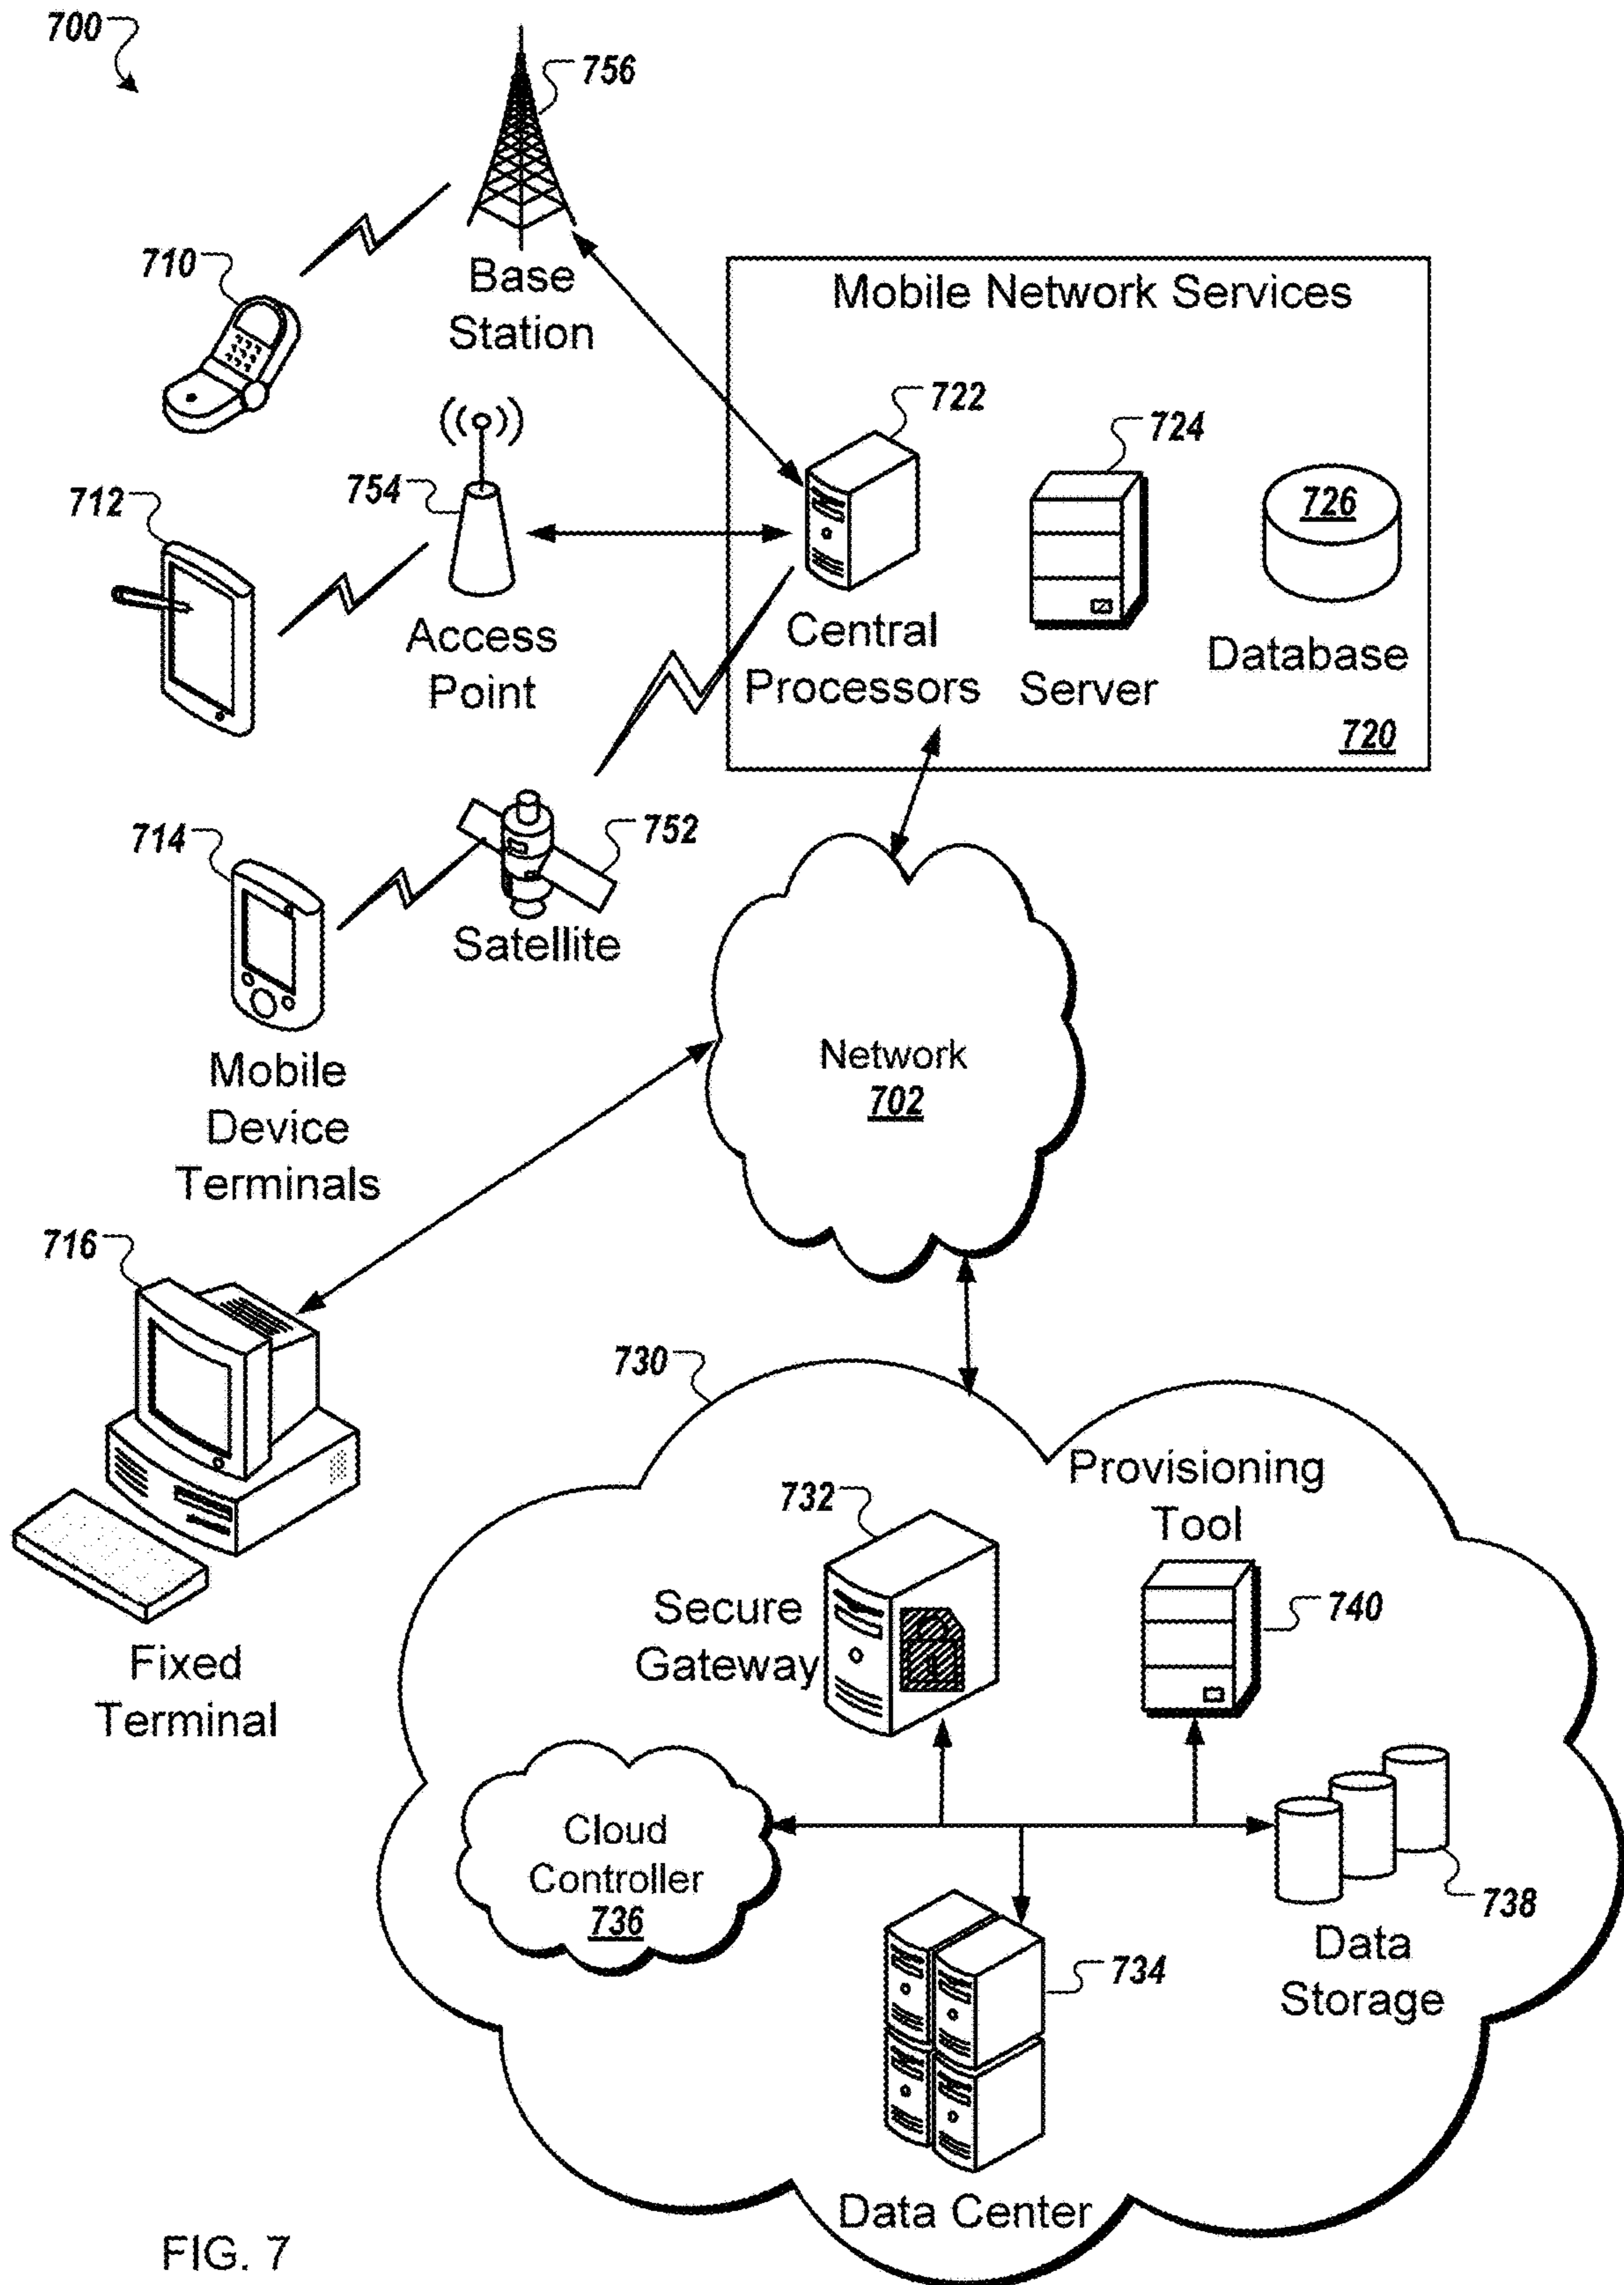 700
756
Base
Station
710
Mobile Network Services
722
724
726
754
712
Access
Point
Central
Processors
Server
Database
720
714
752
Satellite
Mobile
Device
Terminals
Network
702
716
Fixed
Terminal
730
Provisioning
Tool
732
Secure
Gateway
740
Cloud
Controller
736
738
Data
Storage
734
Data Center
FIG. 7